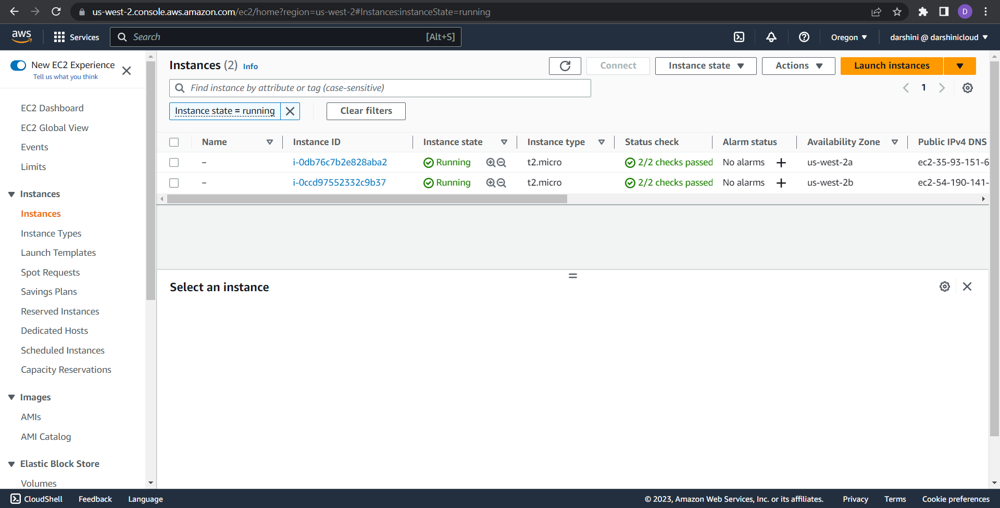 us-west-2.console.aws.amazon.com/ec2/home?region=us-west-2#Instances:instanceState=running
D
aws
Services
Search
[Alt+S]
Oregon
darshini @ darshinicloud
New EC2 Experience
Tell us what you think
EC2 Dashboard
EC2 Global View
Events
Limits
Instances
Instances
Instance Types
Launch Templates
Spot Requests
Savings Plans
Reserved Instances
Dedicated Hosts
Scheduled Instances
Capacity Reservations
Images
AMIs
AMI Catalog
Elastic Block Store
Volumes
Instances (2) Info
Connect
Instance state
Actions
Launch instances
Find instance by attribute or tag (case-sensitive)
1
Instance state = running
Clear filters
Name Instance ID Instance state Instance type Status check Alarm status Availability Zone Public IPv4 DNS
– i-0db76c7b2e828aba2 Running t2.micro 2/2 checks passed No alarms + us-west-2a ec2-35-93-151-6
– i-0ccd97552332c9b37 Running t2.micro 2/2 checks passed No alarms + us-west-2b ec2-54-190-141-
Select an instance
CloudShell Feedback Language
© 2023, Amazon Web Services, Inc. or its affiliates. Privacy Terms Cookie preferences